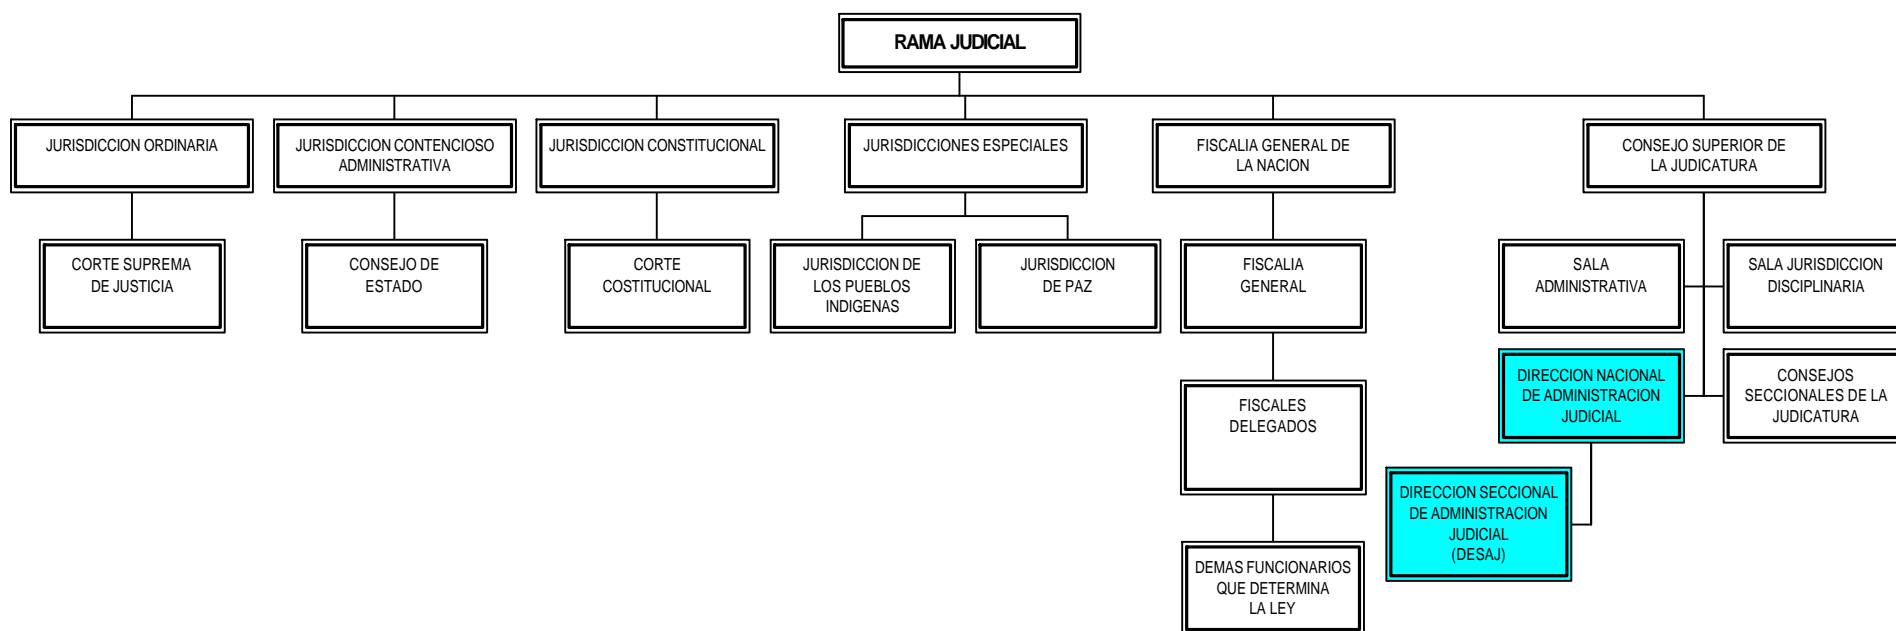 RAMA JUDICIAL
JURISDICCION ORDINARIA
JURISDICCION CONTENCIOSO
ADMINISTRATIVA
JURISDICCION CONSTITUCIONAL
JURISDICCIONES ESPECIALES
FISCALIA GENERAL DE
LA NACION
CONSEJO SUPERIOR DE
LA JUDICATURA
CORTE SUPREMA
DE JUSTICIA
CONSEJO DE
ESTADO
CORTE
COSTITUCIONAL
JURISDICCION DE
LOS PUEBLOS
INDIGENAS
JURISDICCION
DE PAZ
FISCALIA
GENERAL
SALA
ADMINISTRATIVA
SALA JURISDICCION
DISCIPLINARIA
DIRECCION NACIONAL
DE ADMINISTRACION
JUDICIAL
CONSEJOS
SECCIONALES DE LA
JUDICATURA
FISCALES
DELEGADOS
DIRECCION SECCIONAL
DE ADMINISTRACION
JUDICIAL
(DESAJ)
DEMAS FUNCIONARIOS
QUE DETERMINA
LA LEY